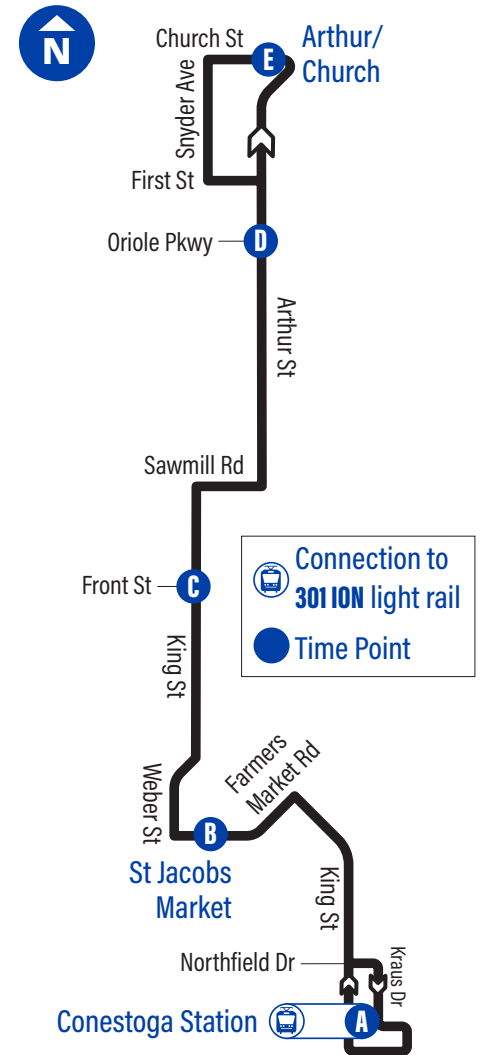 N
Church St
E
Arthur/
Church
Snyder Ave
First St
Oriole Pkwy
D
Arthur St
Sawmill Rd
Connection to
301 ION light rail
Time Point
Front St
C
King St
Farmers
Market Rd
Weber St
B
St Jacobs
Market
King St
Northfield Dr
Kraus Dr
Conestoga Station
A